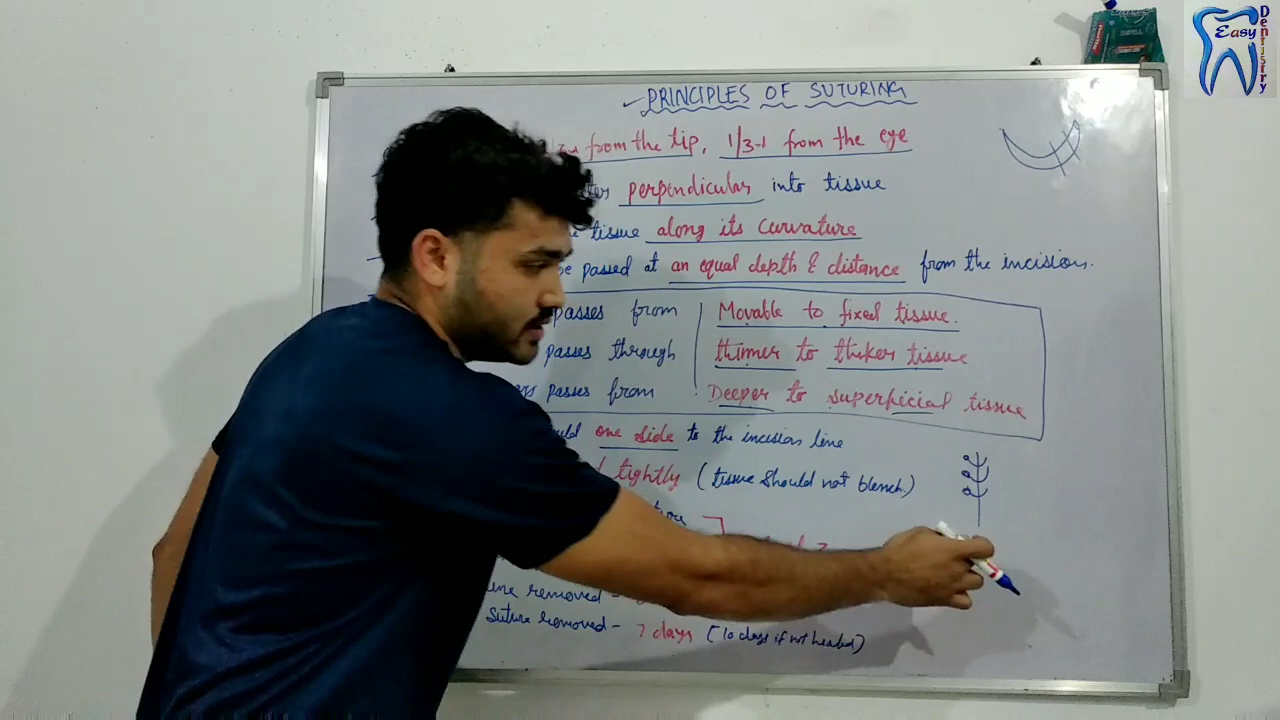 Easy
Dentistry
PRINCIPLES OF SUTURING
from the tip, 1/3rd from the eye
perpendicular into tissue
tissue along its curvature
be passed at an equal depth & distance from the incision.
passes from Movable to fixed tissue.
passes through thinner to thicker tissue
passes from Deeper to superficial tissue
one side to the incision line
tightly (tissue should not blench)
removed -
Suture removed - 7 days (10 days if not healed)